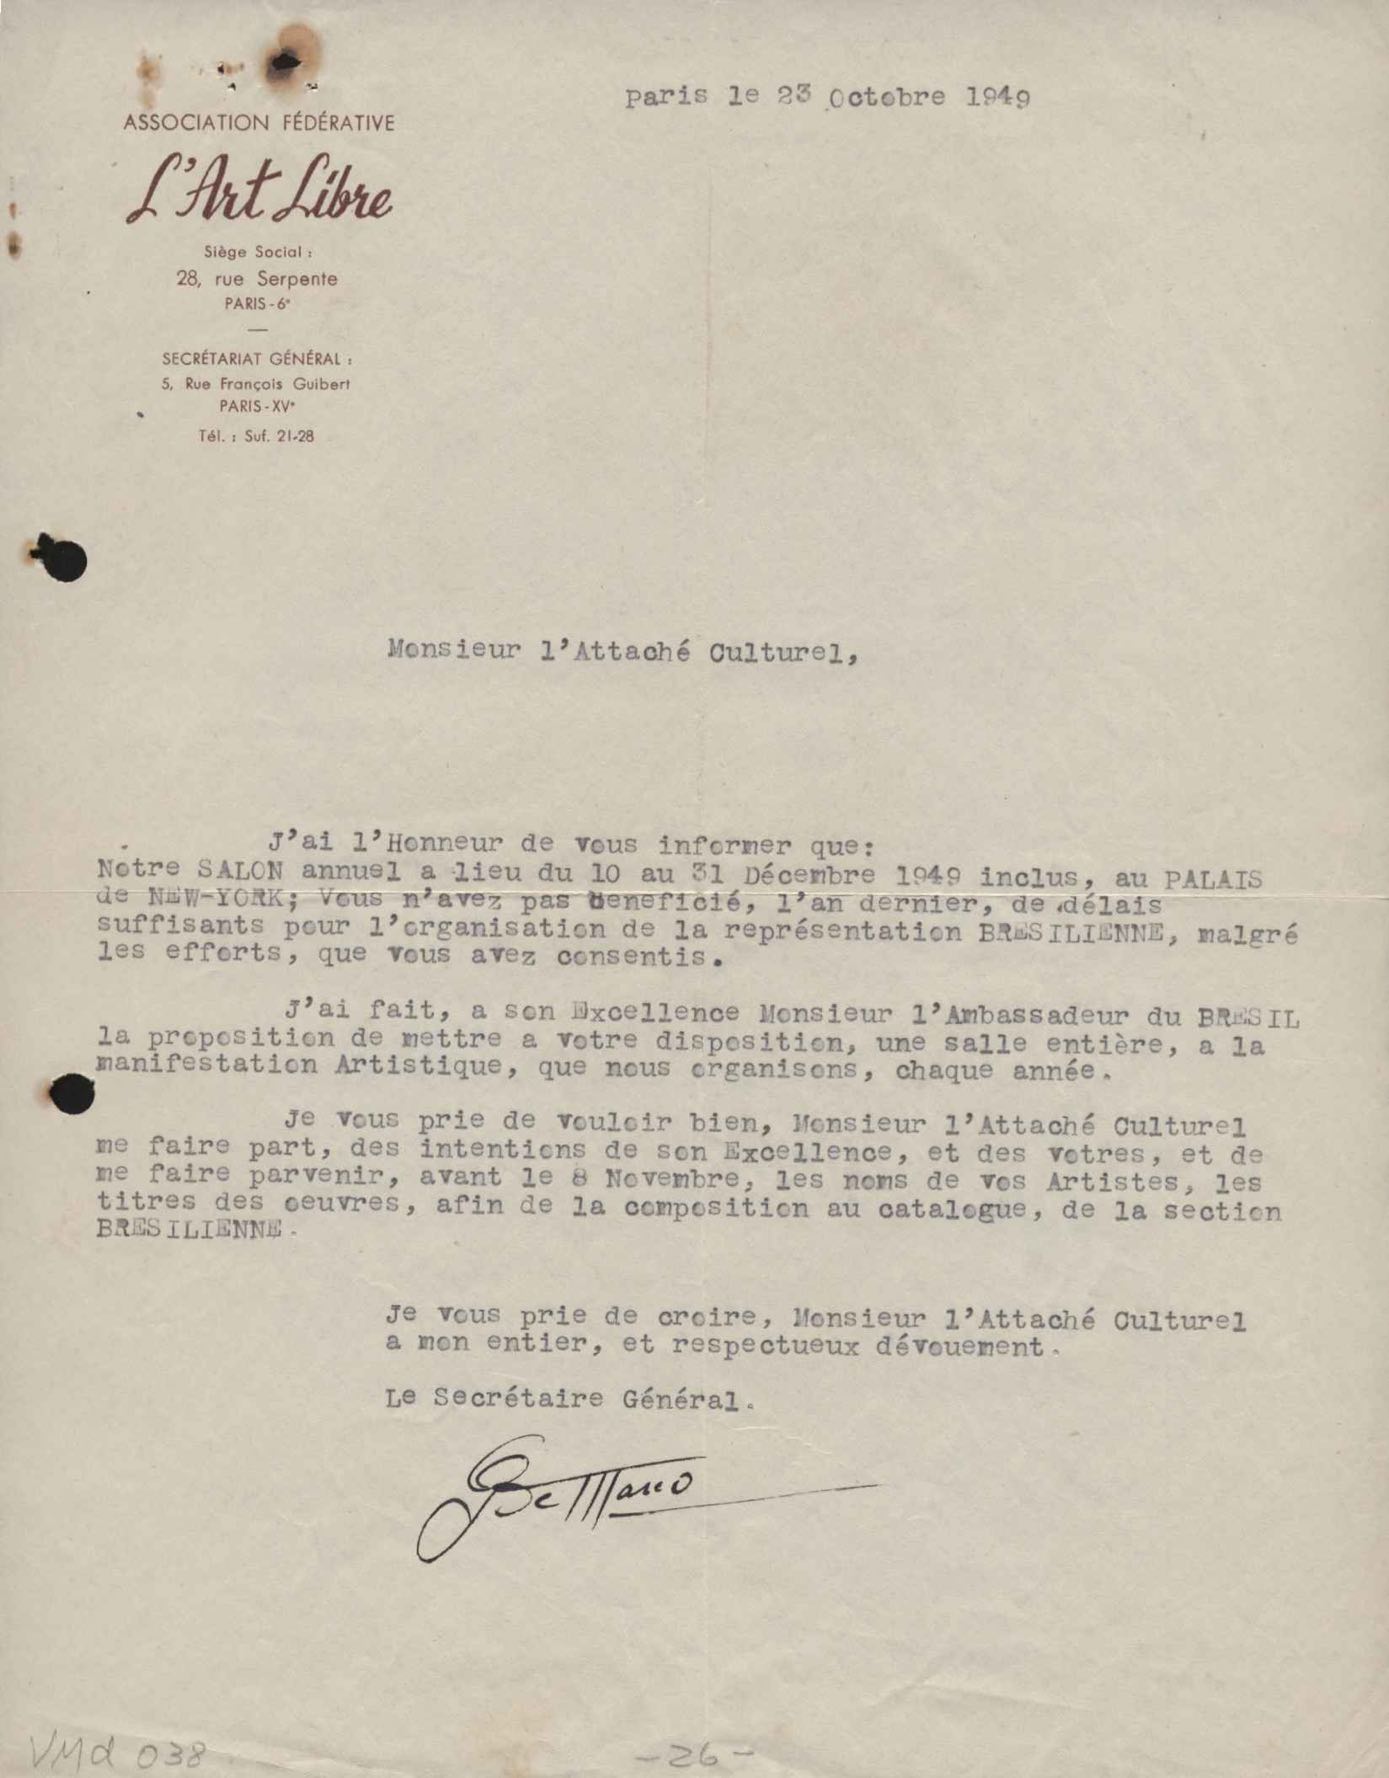 Paris le 23 Octobre 1949
ASSOCIATION FÉDÉRATIVE
L'Art Libre
Siège Social :
28, rue Serpente
PARIS - 6e
SECRÉTARIAT GÉNÉRAL :
5, Rue François Guibert
PARIS - XVe
Tél. : Suf. 21-28
Monsieur l'Attaché Culturel,
J'ai l'Honneur de vous informer que:
Notre SALON annuel a lieu du 10 au 31 Décembre 1949 inclus, au PALAIS
de NEW-YORK; Vous n'avez pas beneficié, l'an dernier, de délais
suffisants pour l'organisation de la représentation BRESILIENNE, malgré
les efforts, que vous avez consentis.
J'ai fait, a son Excellence Monsieur l'Ambassadeur du BRESIL
la proposition de mettre a votre disposition, une salle entière, a la
manifestation Artistique, que nous organisons, chaque année.
Je vous prie de vouloir bien, Monsieur l'Attaché Culturel
me faire part, des intentions de son Excellence, et des votres, et de
me faire parvenir, avant le 8 Novembre, les noms de vos Artistes, les
titres des oeuvres, afin de la composition au catalogue, de la section
BRESILIENNE.
Je vous prie de croire, Monsieur l'Attaché Culturel
a mon entier, et respectueux dévouement.
Le Secrétaire Général.
VMd 038
-26-